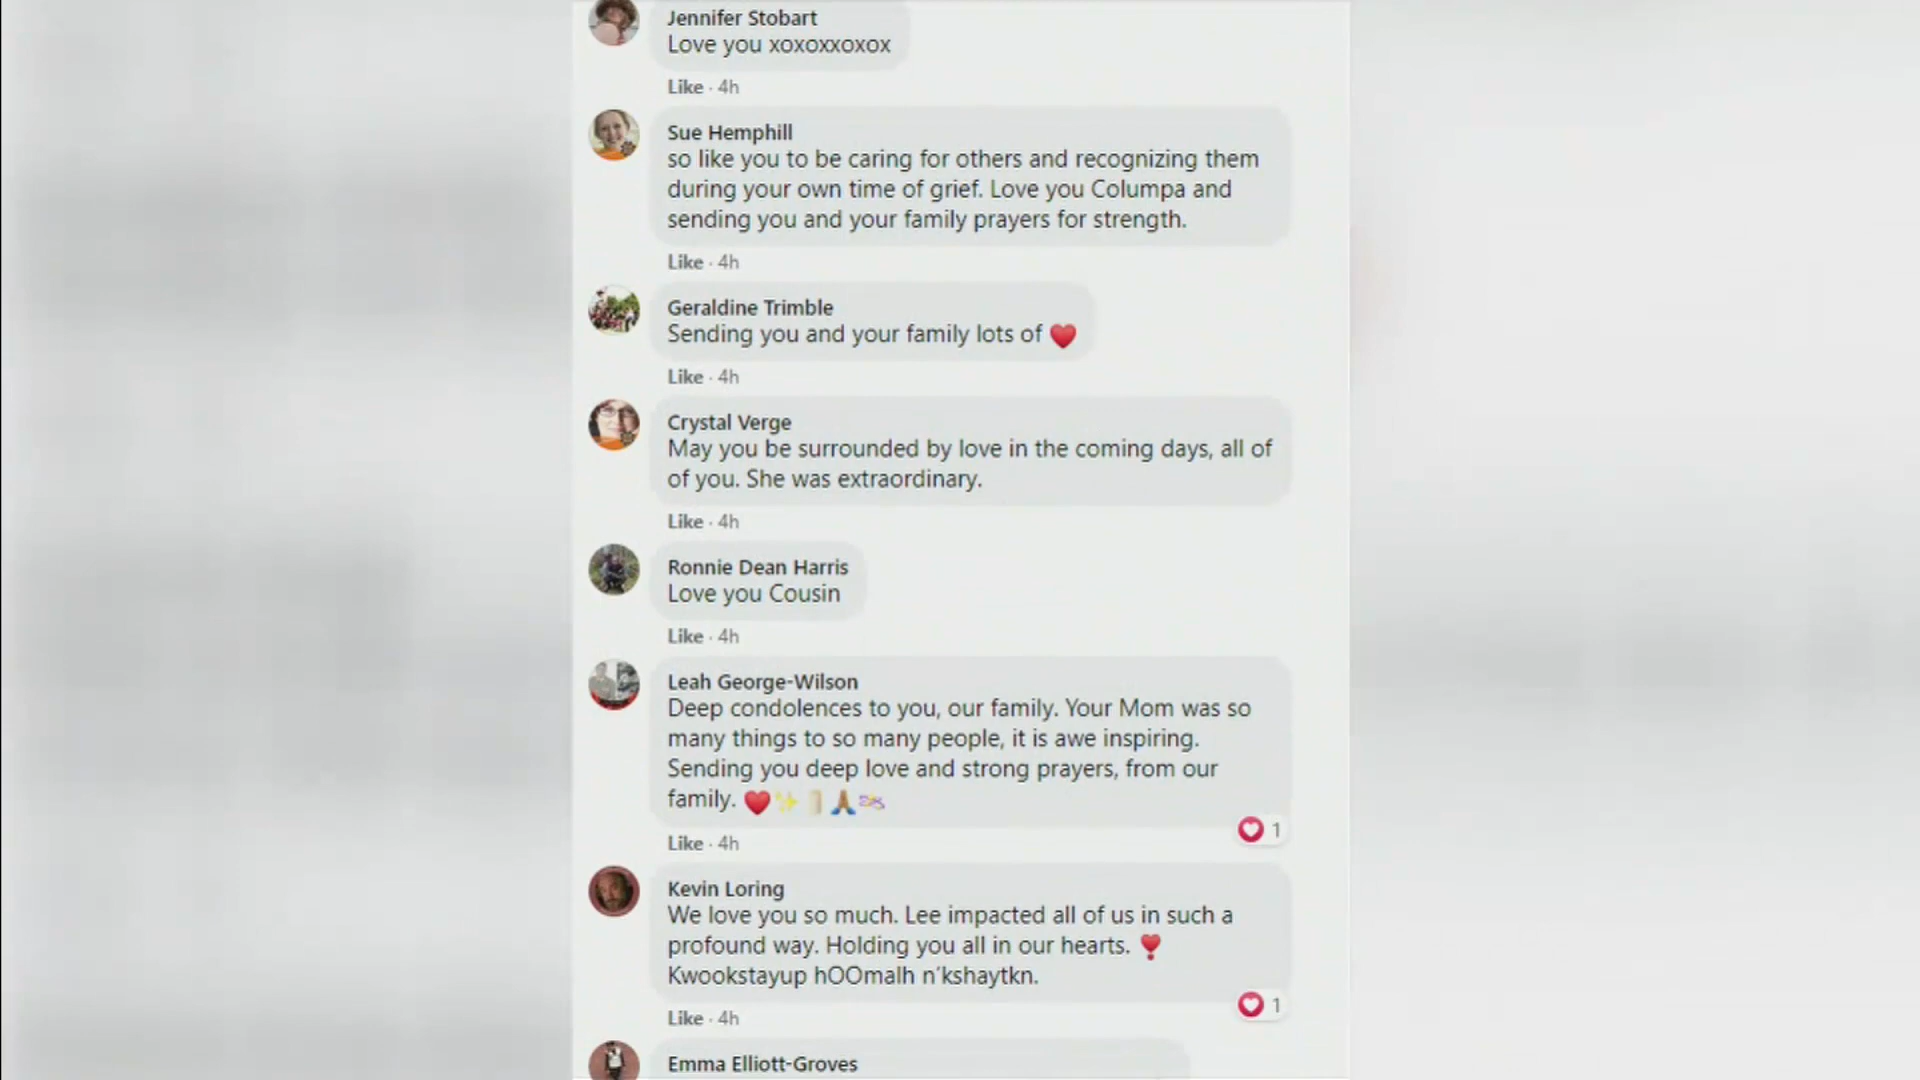 Jennifer Stobart
Love you xoxoxxoxox
Like · 4h
Sue Hemphill
so like you to be caring for others and recognizing them
during your own time of grief. Love you Columpa and
sending you and your family prayers for strength.
Like · 4h
Geraldine Trimble
Sending you and your family lots of ❤️
Like · 4h
Crystal Verge
May you be surrounded by love in the coming days, all of
of you. She was extraordinary.
Like · 4h
Ronnie Dean Harris
Love you Cousin
Like · 4h
Leah George-Wilson
Deep condolences to you, our family. Your Mom was so
many things to so many people, it is awe inspiring.
Sending you deep love and strong prayers, from our
family. ❤️✨🕯️🙏🏾🪶
1
Like · 4h
Kevin Loring
We love you so much. Lee impacted all of us in such a
profound way. Holding you all in our hearts. ❣️
Kwookstayup hOOmalh n'kshaytkn.
1
Like · 4h
Emma Elliott-Groves